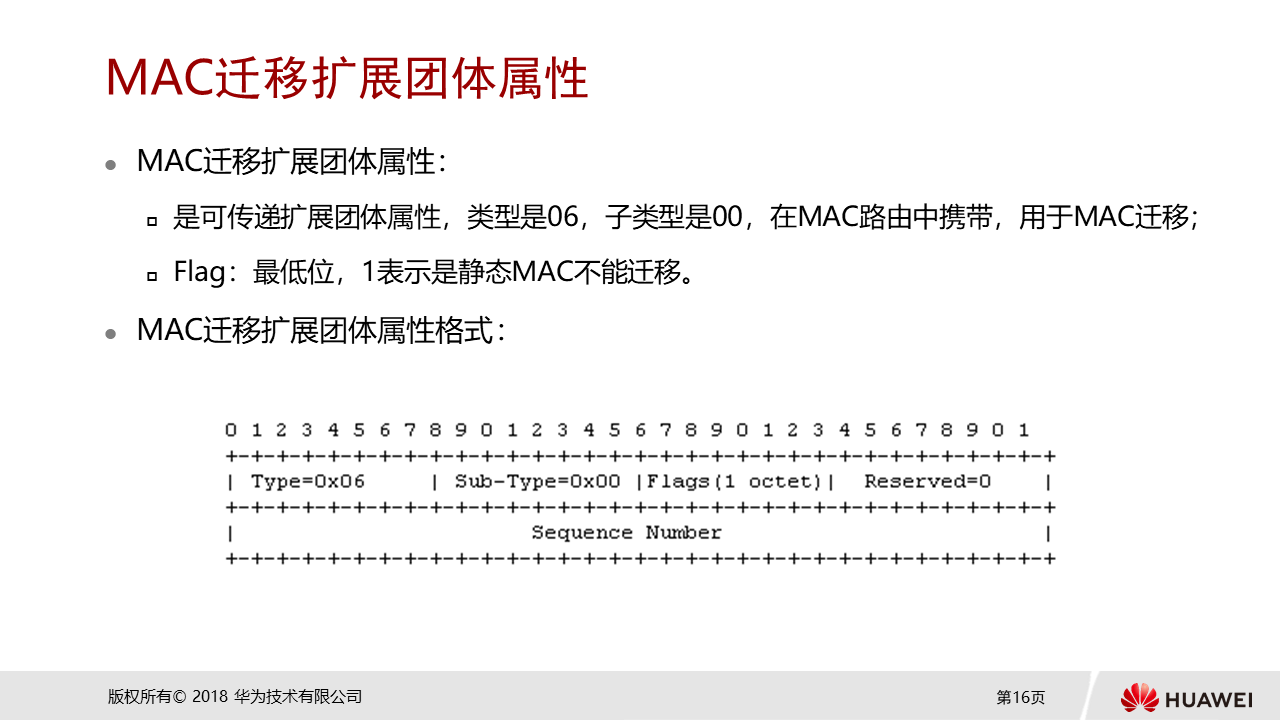 MAC迁移扩展团体属性
● MAC迁移扩展团体属性：
□ 是可传递扩展团体属性，类型是06，子类型是00，在MAC路由中携带，用于MAC迁移；
□ Flag：最低位，1表示是静态MAC不能迁移。
● MAC迁移扩展团体属性格式：
0 1 2 3 4 5 6 7 8 9 0 1 2 3 4 5 6 7 8 9 0 1 2 3 4 5 6 7 8 9 0 1
+-+-+-+-+-+-+-+-+-+-+-+-+-+-+-+-+-+-+-+-+-+-+-+-+-+-+-+-+-+-+-+-+
| Type=0x06     | Sub-Type=0x00 |Flags(1 octet)|  Reserved=0    |
+-+-+-+-+-+-+-+-+-+-+-+-+-+-+-+-+-+-+-+-+-+-+-+-+-+-+-+-+-+-+-+-+
|                       Sequence Number                         |
+-+-+-+-+-+-+-+-+-+-+-+-+-+-+-+-+-+-+-+-+-+-+-+-+-+-+-+-+-+-+-+-+
版权所有© 2018 华为技术有限公司
第16页
HUAWEI